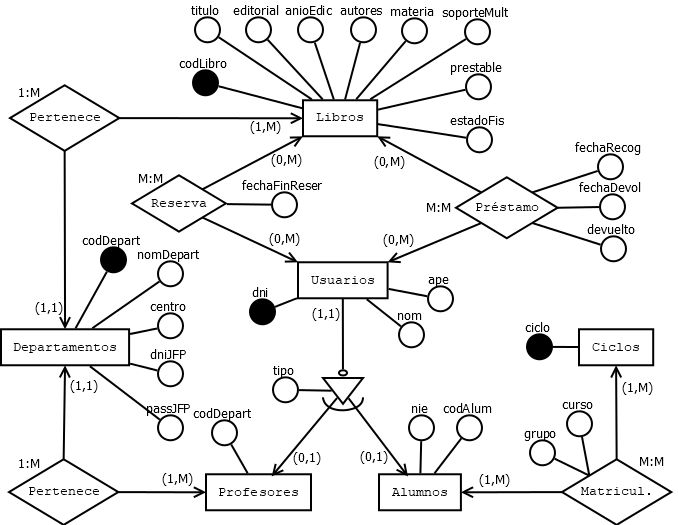 titulo
editorial
anioEdic
autores
materia
soporteMult
codLibro
prestable
1:M
Pertenece
(1,M)
Libros
estadoFis
(0,M)
(0,M)
fechaRecog
M:M
Reserva
fechaFinReser
fechaDevol
M:M
Préstamo
devuelto
(0,M)
(0,M)
codDepart
nomDepart
Usuarios
ape
dni
nom
(1,1)
(1,1)
centro
ciclo
Ciclos
Departamentos
dniJFP
(1,1)
tipo
(1,M)
passJFP
codDepart
nie
codAlum
curso
grupo
(0,1)
(0,1)
1:M
M:M
Pertenece
(1,M)
Profesores
Alumnos
(1,M)
Matricul.